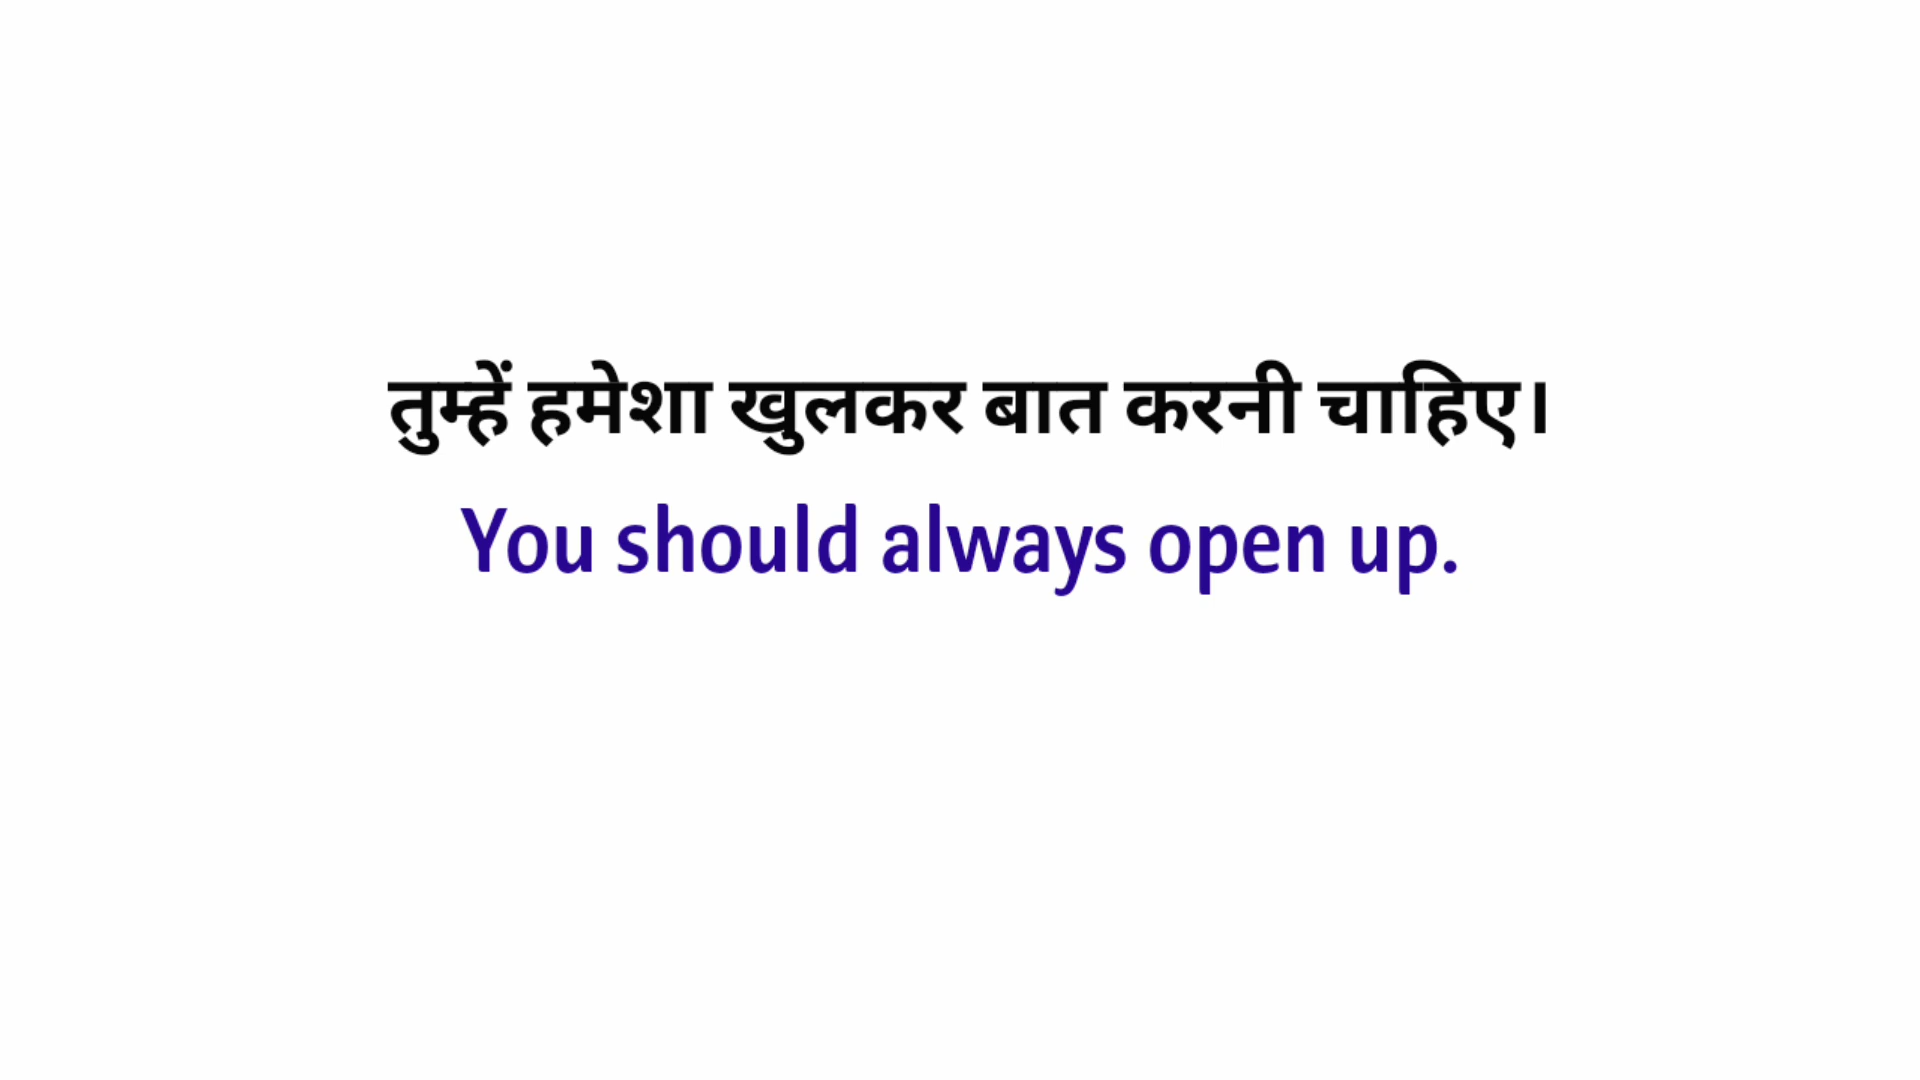 तुम्हें हमेशा खुलकर बात करनी चाहिए।
You should always open up.